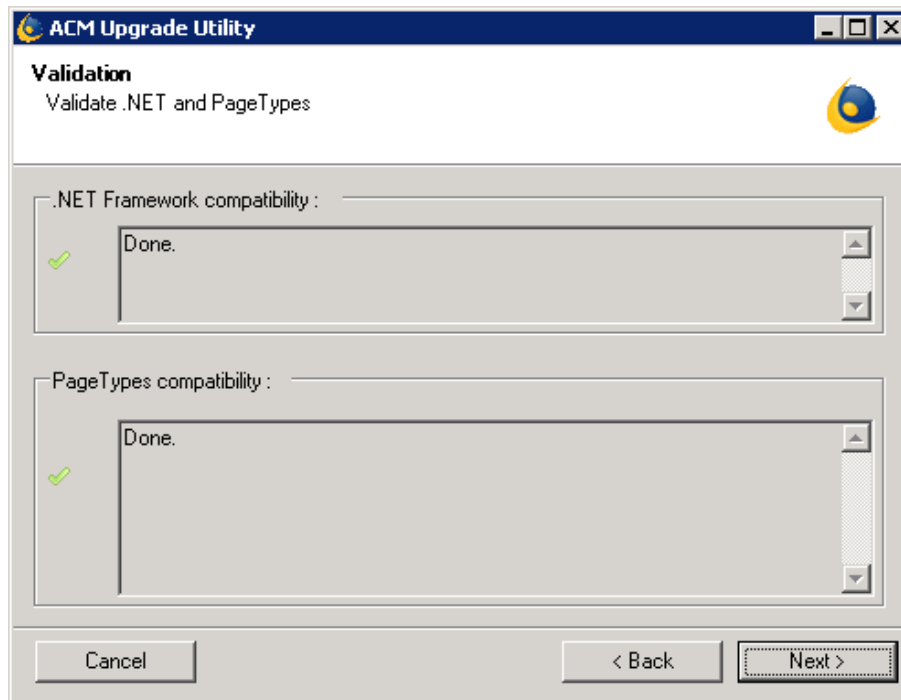 ACM Upgrade Utility
Validation
Validate .NET and PageTypes
.NET Framework compatibility :
Done.
PageTypes compatibility :
Done.
Cancel
< Back
Next >